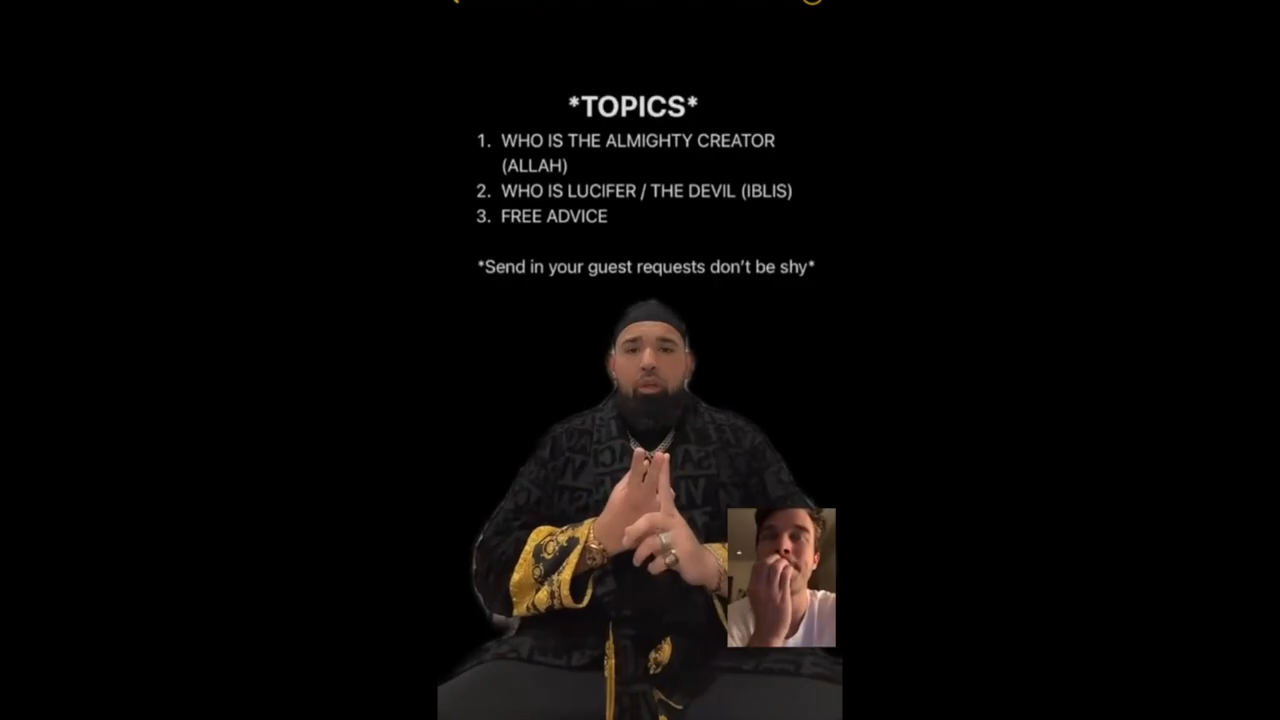 *TOPICS*
1. WHO IS THE ALMIGHTY CREATOR
(ALLAH)
2. WHO IS LUCIFER / THE DEVIL (IBLIS)
3. FREE ADVICE
*Send in your guest requests don't be shy*